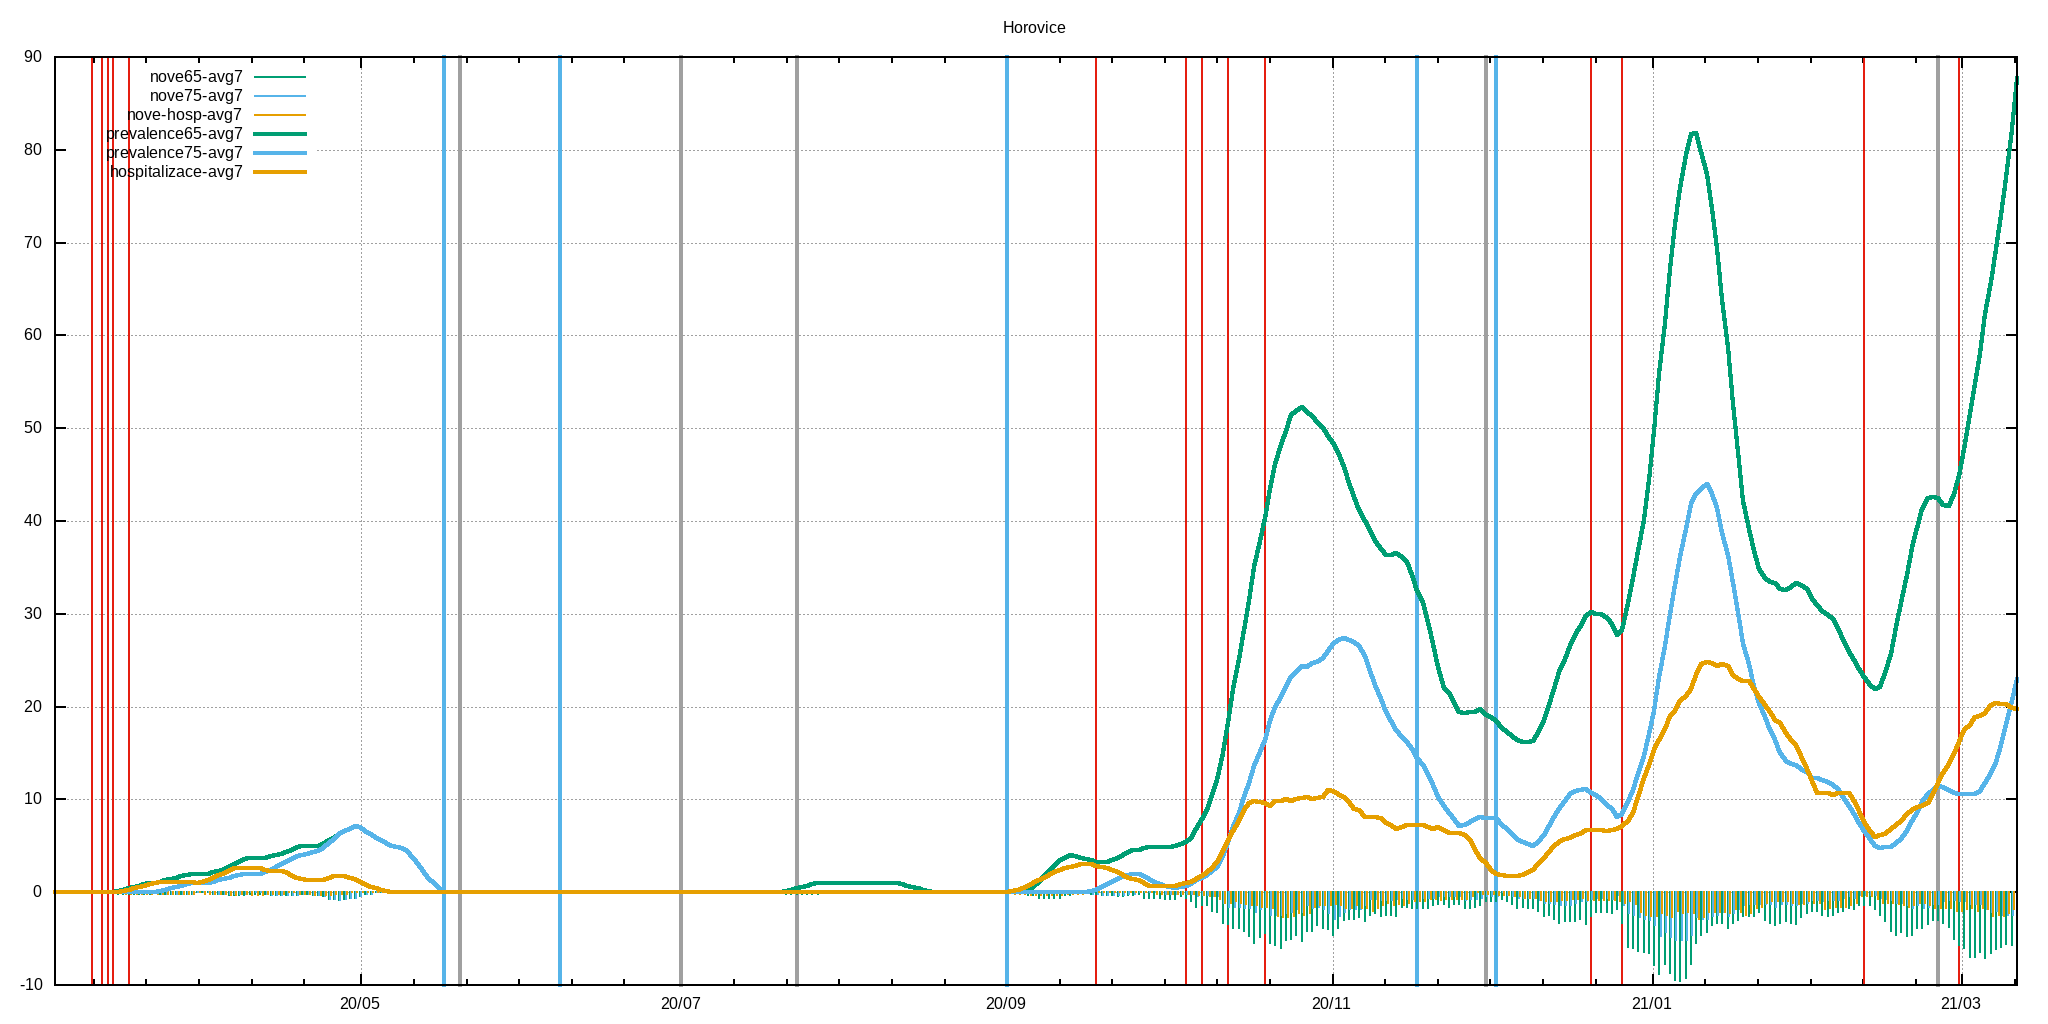 Horovice
90
80
70
60
50
40
30
20
10
0
-10
nove65-avg7
nove75-avg7
nove-hosp-avg7
prevalence65-avg7
prevalence75-avg7
hospitalizace-avg7
20/05 20/07 20/09 20/11 21/01 21/03